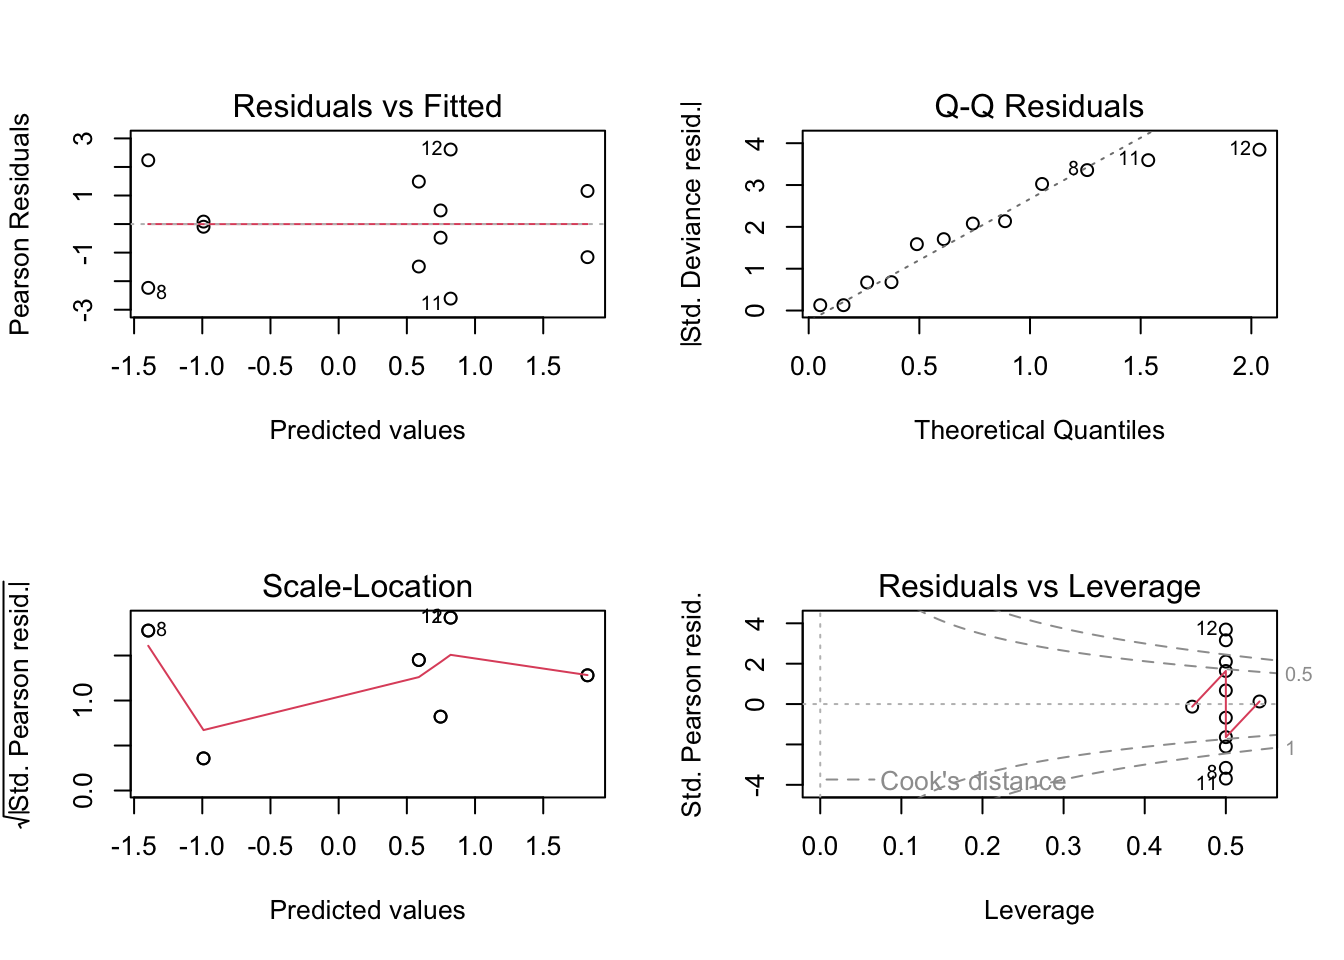 Residuals vs Fitted
Pearson Residuals
3
1
-1
-3
12
8
11
-1.5 -1.0 -0.5 0.0 0.5 1.0 1.5
Predicted values
Q-Q Residuals
|Std. Deviance resid.|
4
3
2
1
0
8
11
12
0.0 0.5 1.0 1.5 2.0
Theoretical Quantiles
Scale-Location
√|Std. Pearson resid.|
1.0
0.0
8
12
-1.5 -1.0 -0.5 0.0 0.5 1.0 1.5
Predicted values
Residuals vs Leverage
Std. Pearson resid.
4
2
0
-4
12
0.5
1
8
11
Cook's distance
0.0 0.1 0.2 0.3 0.4 0.5
Leverage